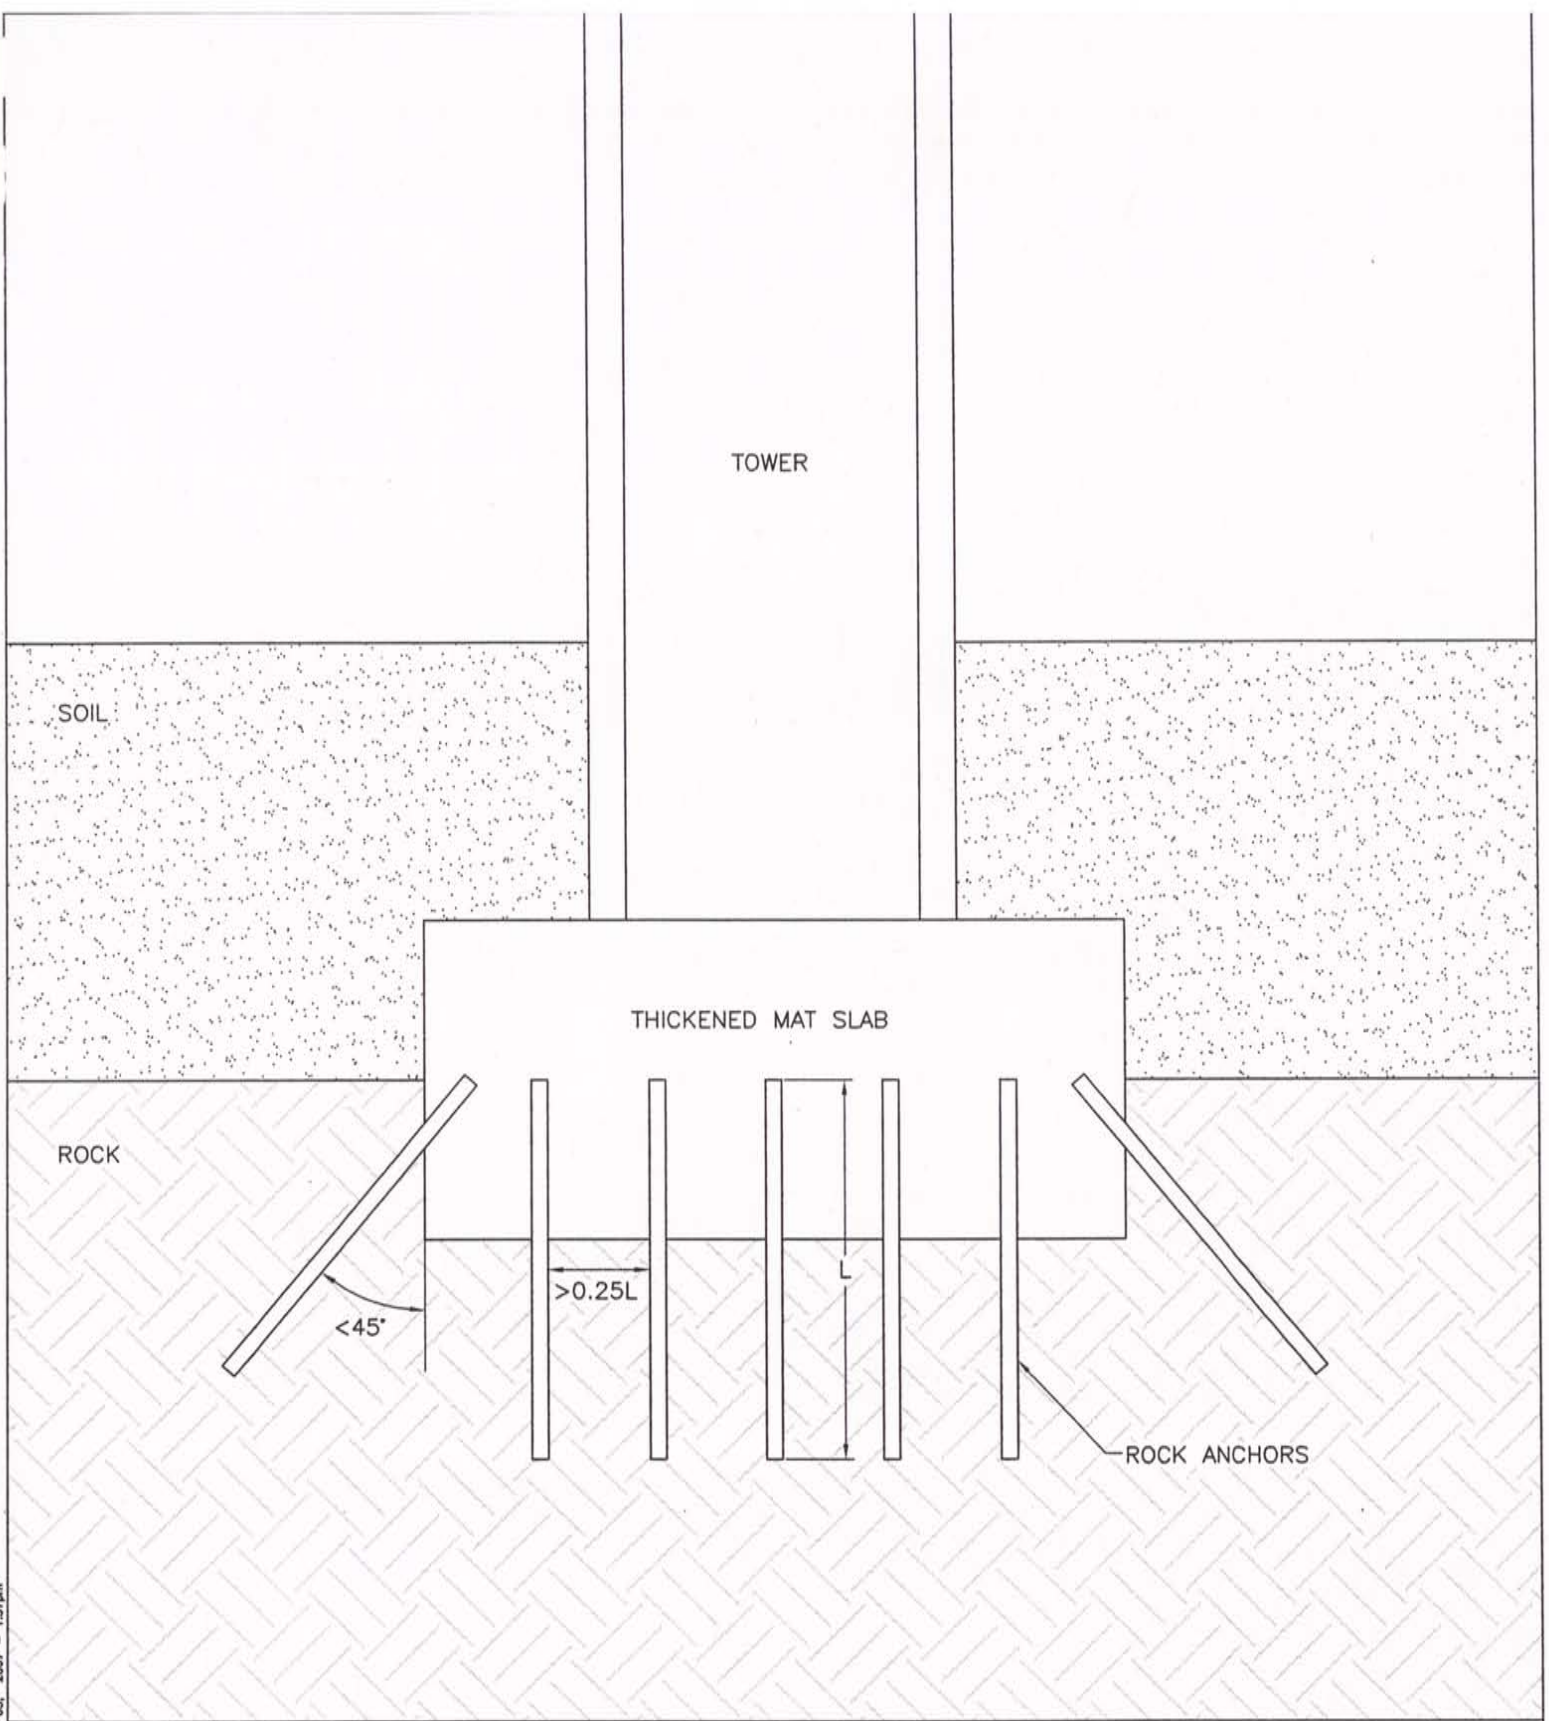 TOWER
SOIL
THICKENED MAT SLAB
ROCK
L
>0.25L
<45°
ROCK ANCHORS